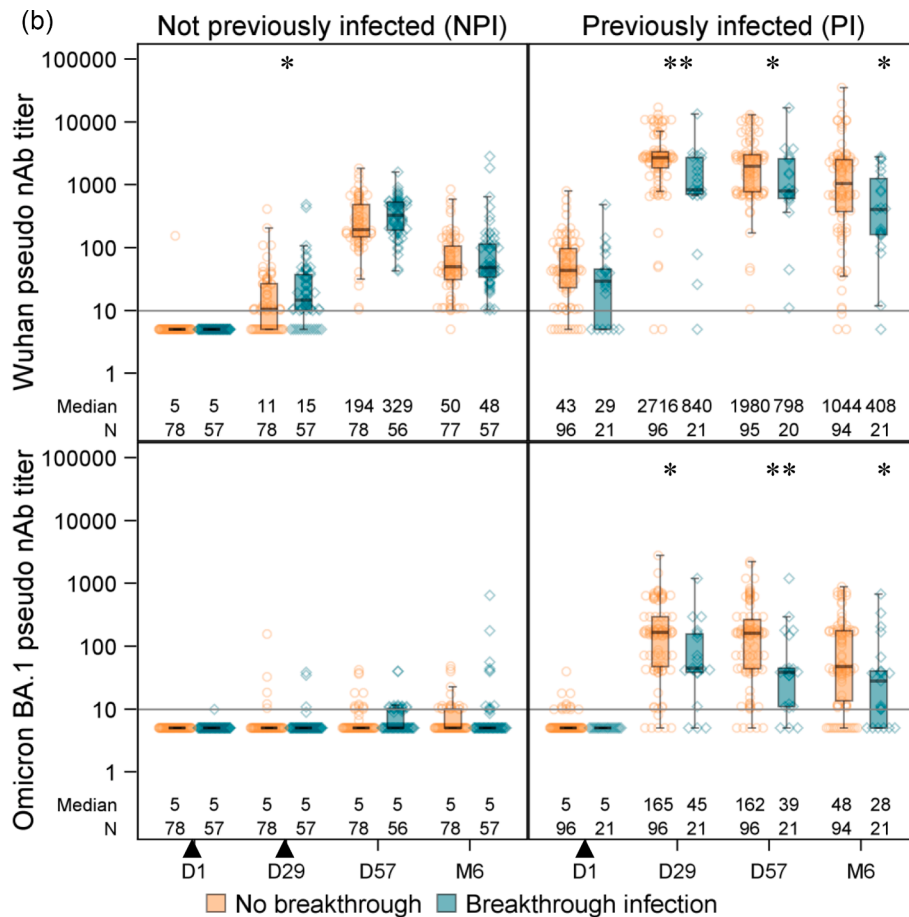 (b)
Not previously infected (NPI) Previously infected (PI)
Wuhan pseudo nAb titer
100000
10000
1000
100
10
1
* ** * *
Median 5 5 11 15 194 329 50 48 43 29 2716 840 1980 798 1044 408
N 78 57 78 57 78 56 77 57 96 21 96 21 95 20 94 21
Omicron BA.1 pseudo nAb titer
100000
10000
1000
100
10
1
* ** *
Median 5 5 5 5 5 5 5 5 5 5 165 45 162 39 48 28
N 78 57 78 57 78 56 78 57 96 21 96 21 96 21 94 21
D1 D29 D57 M6 D1 D29 D57 M6
No breakthrough Breakthrough infection